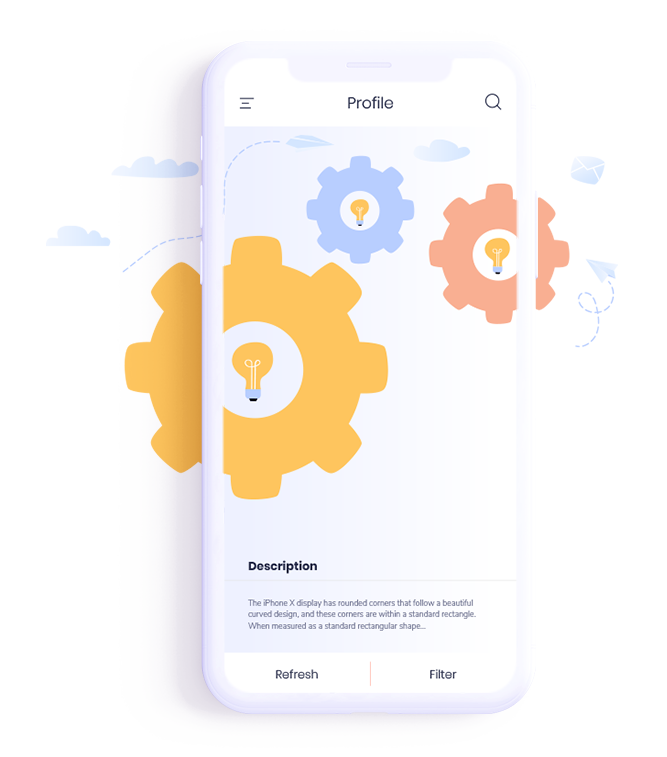 Profile
Description
The iPhone X display has rounded corners that follow a beautiful
curved design, and these corners are within a standard rectangle.
When measured as a standard rectangular shape...
Refresh
Filter